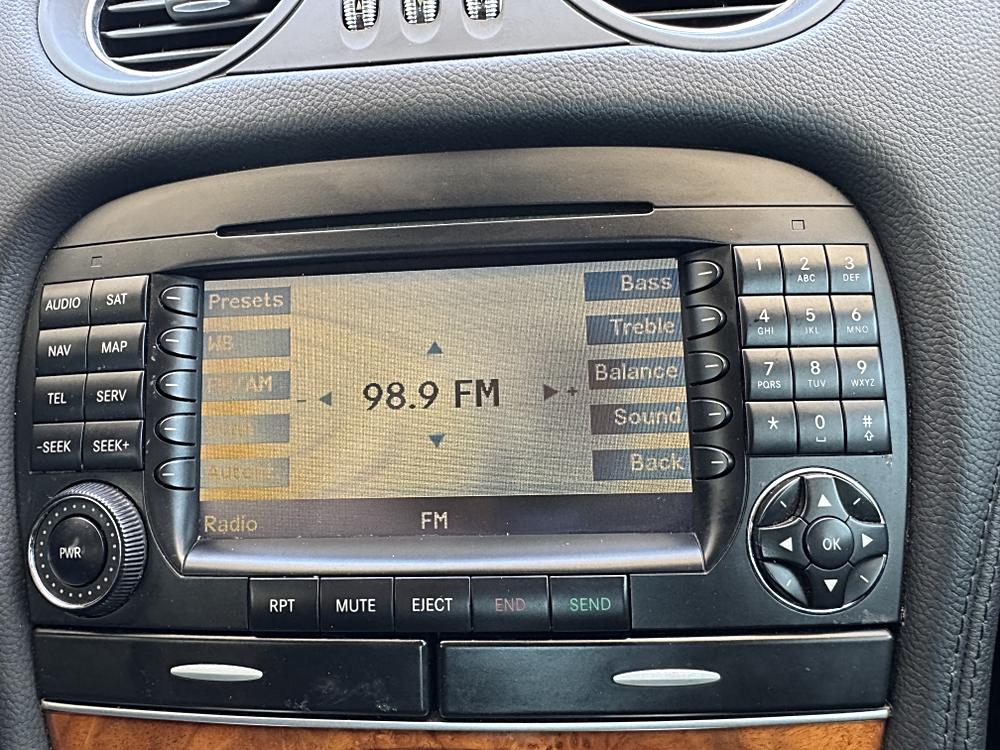 AUDIO SAT
NAV MAP
TEL SERV
-SEEK SEEK+
PWR
Presets
WB
FM/AM
98.9 FM
- +
Bass
Treble
Balance
Sound
Back
Radio FM
1 2 ABC 3 DEF
4 GHI 5 JKL 6 MNO
7 PQRS 8 TUV 9 WXYZ
* 0 #
OK
RPT MUTE EJECT END SEND